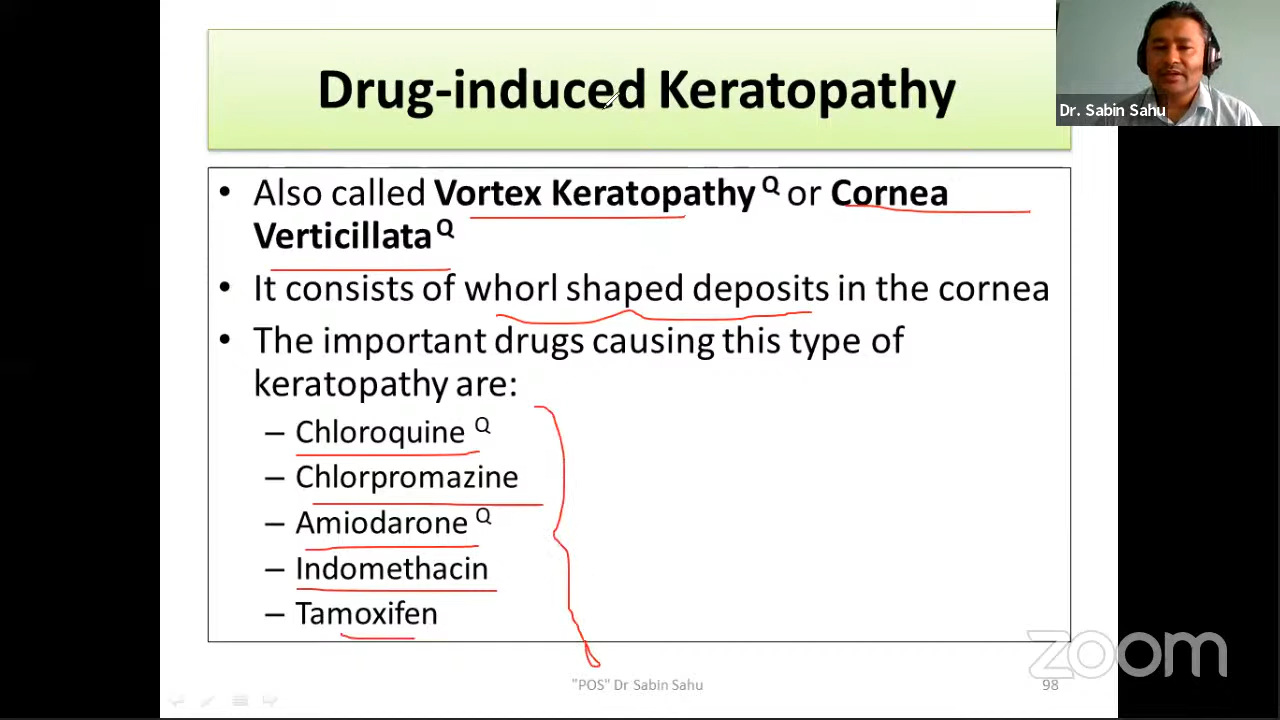 Drug-induced Keratopathy
Dr. Sabin Sahu
• Also called Vortex Keratopathy Q or Cornea
Verticillata Q
• It consists of whorl shaped deposits in the cornea
• The important drugs causing this type of
keratopathy are:
– Chloroquine Q
– Chlorpromazine
– Amiodarone Q
– Indomethacin
– Tamoxifen
zoom
"POS" Dr Sabin Sahu
98